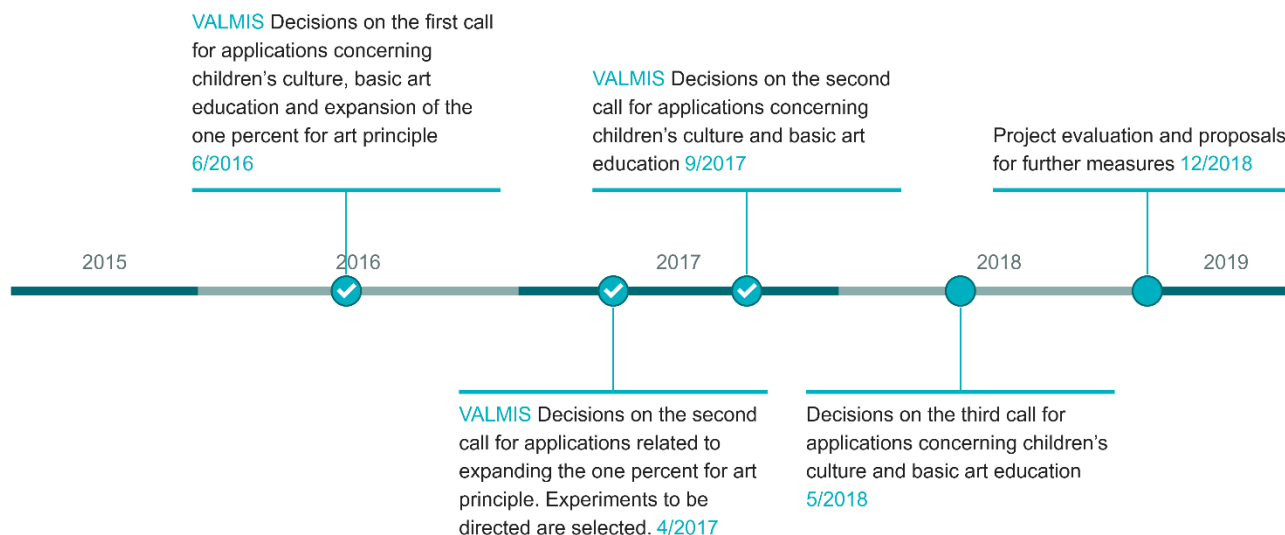 VALMIS Decisions on the first call
for applications concerning
children’s culture, basic art
education and expansion of the
one percent for art principle
6/2016
VALMIS Decisions on the second
call for applications concerning
children’s culture and basic art
education 9/2017
Project evaluation and proposals
for further measures 12/2018
2015
2016
2017
2018
2019
VALMIS Decisions on the second
call for applications related to
expanding the one percent for art
principle. Experiments to be
directed are selected. 4/2017
Decisions on the third call for
applications concerning children’s
culture and basic art education
5/2018